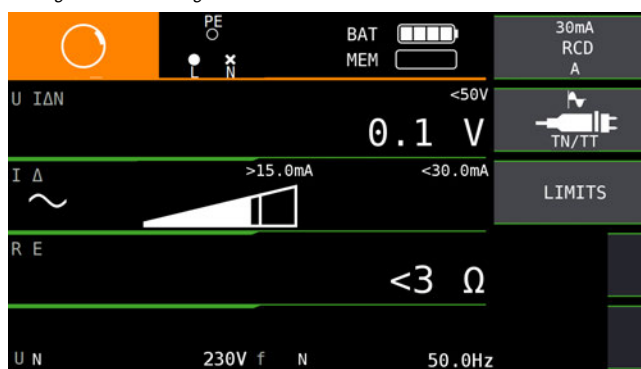 PE
BAT
MEM
L N
30mA
RCD
A
U IΔN
<50V
0.1 V
TN/TT
I Δ
>15.0mA
<30.0mA
LIMITS
R E
<3 Ω
U N 230V f N 50.0Hz